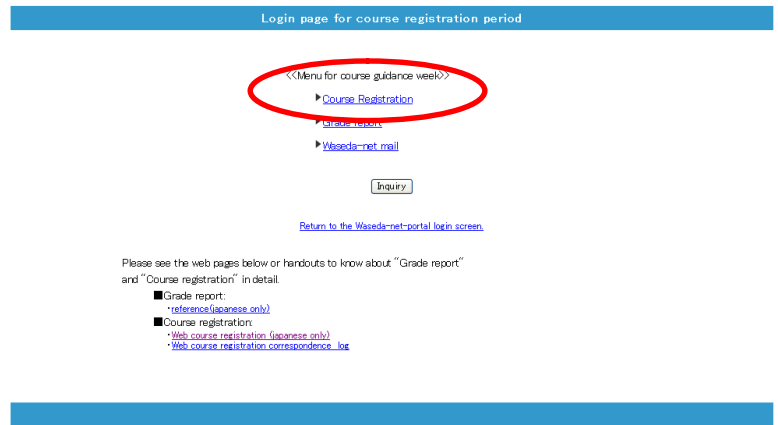 Login page for course registration period
<<Menu for course guidance week>>
Course Registration
Grade report
Waseda-net mail
Inquiry
Return to the Waseda-net-portal login screen.
Please see the web pages below or handouts to know about "Grade report"
and "Course registration" in detail.
■Grade report:
・reference(japanese only)
■Course registration:
・Web course registration (japanese only)
・Web course registration correspondence log